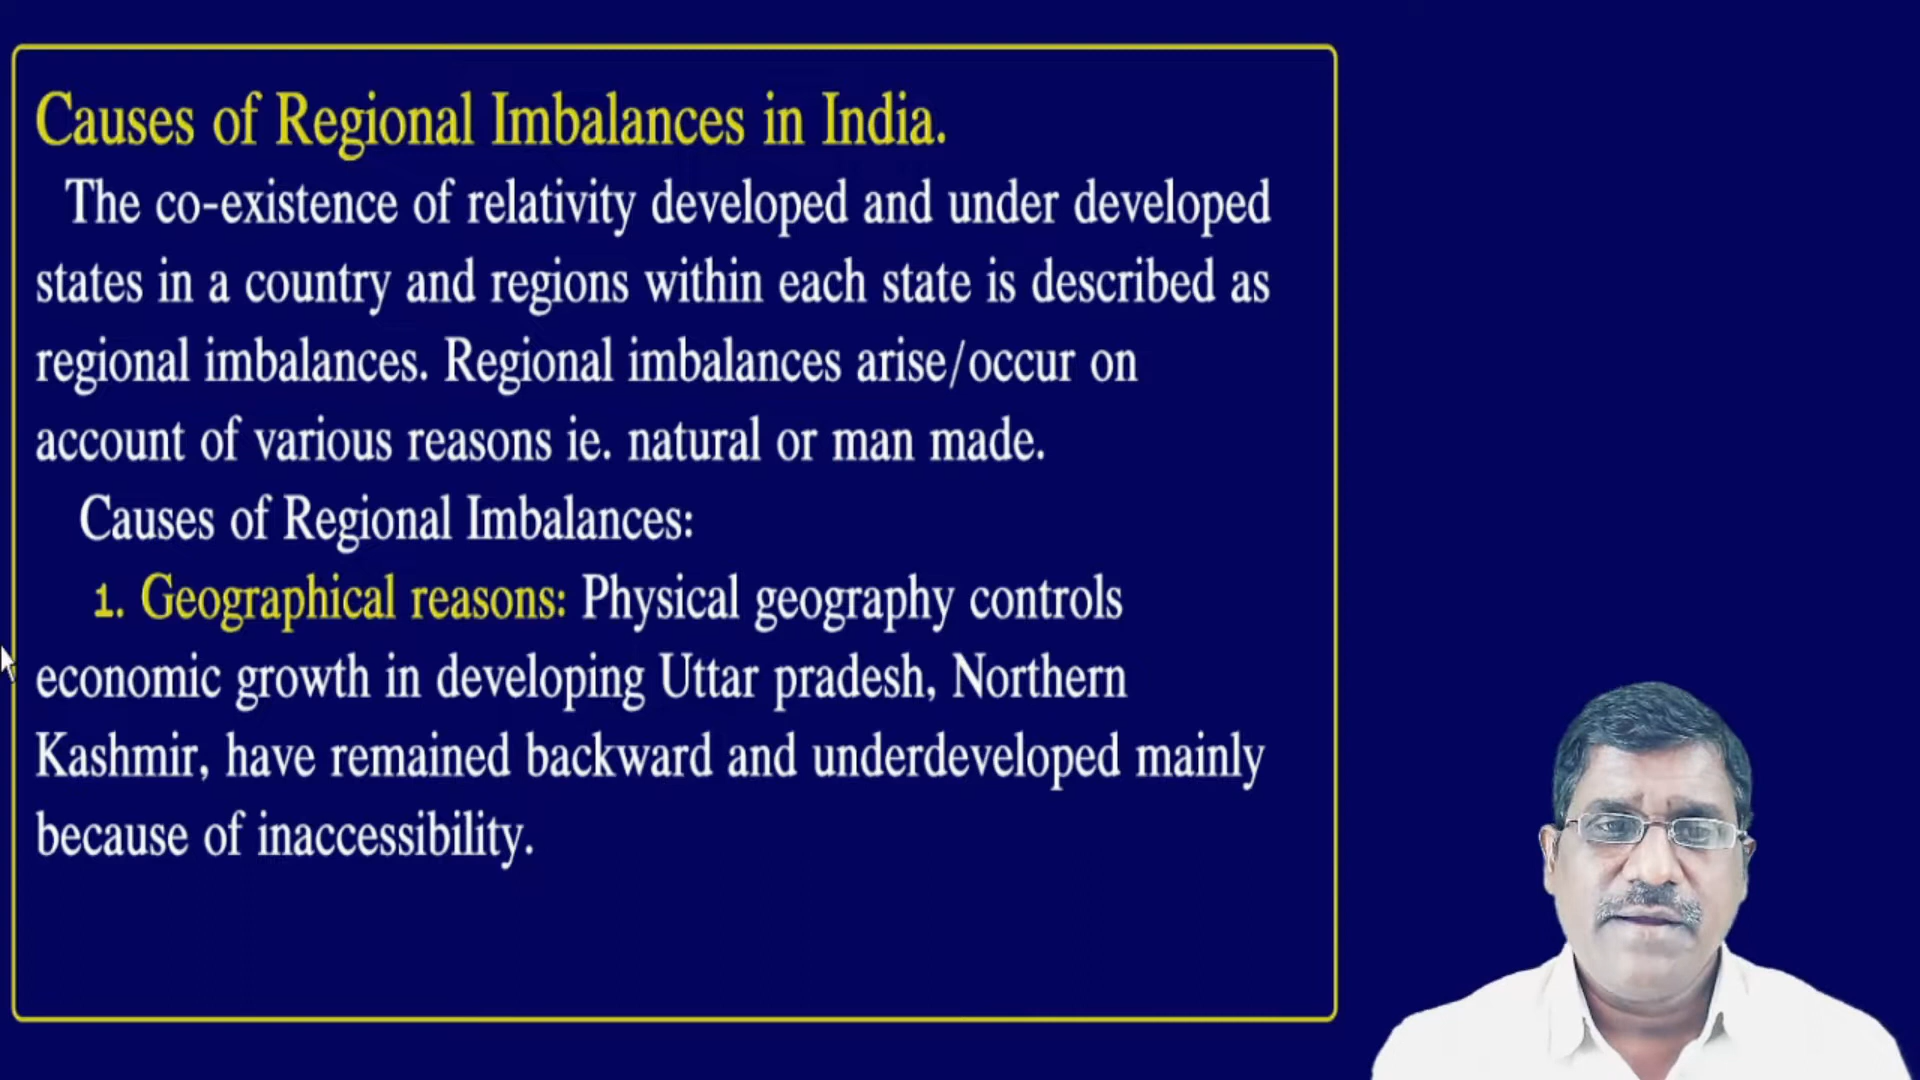 Causes of Regional Imbalances in India.
The co-existence of relativity developed and under developed
states in a country and regions within each state is described as
regional imbalances. Regional imbalances arise/occur on
account of various reasons ie. natural or man made.
Causes of Regional Imbalances:
1. Geographical reasons: Physical geography controls
economic growth in developing Uttar pradesh, Northern
Kashmir, have remained backward and underdeveloped mainly
because of inaccessibility.